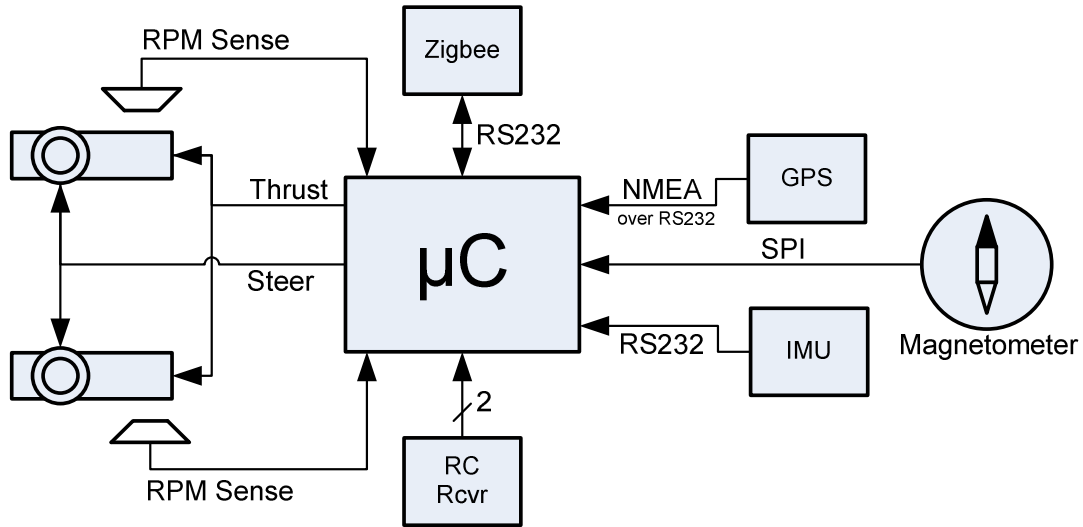 RPM Sense
Zigbee
RS232
Thrust
NMEA
over RS232
GPS
µC
SPI
Steer
RS232
IMU
Magnetometer
2
RC
Rcvr
RPM Sense